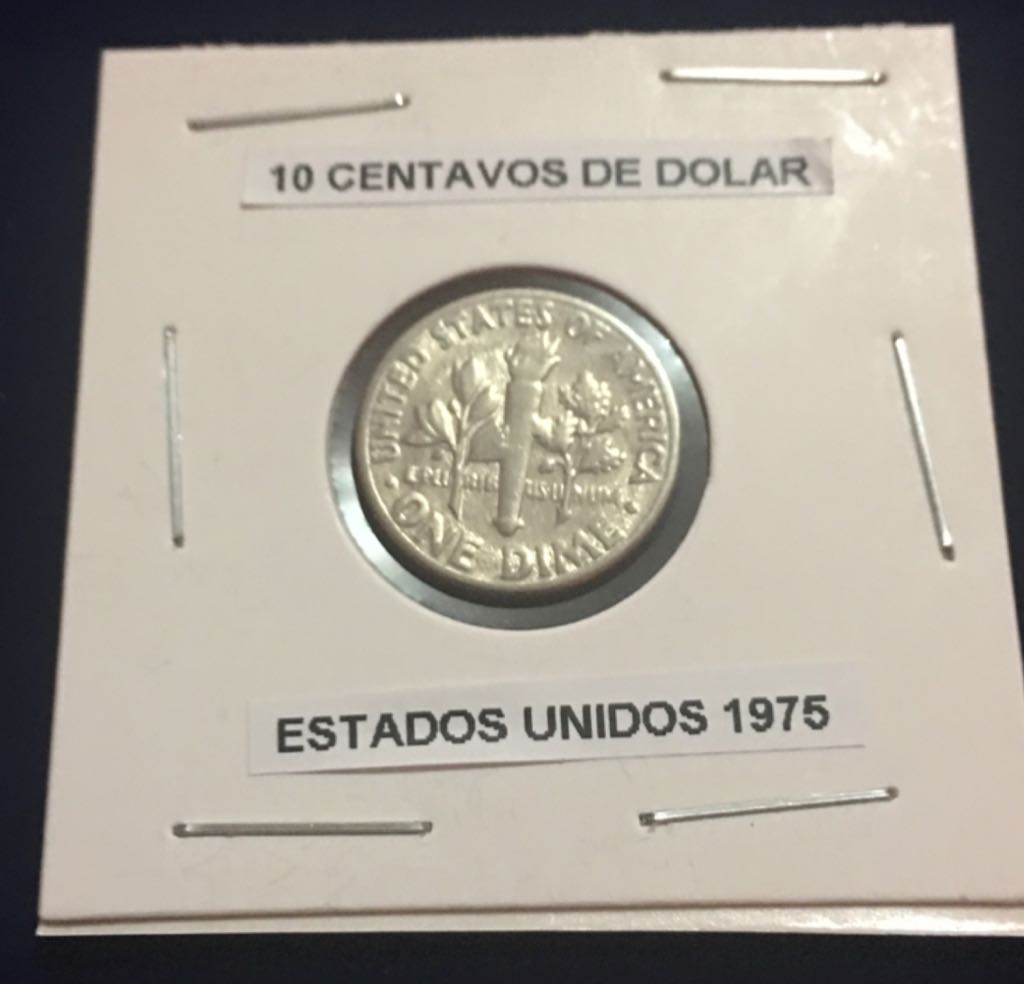 10 CENTAVOS DE DOLAR
UNITED STATES OF AMERICA
E PLURIBUS UNUM
ONE DIME
ESTADOS UNIDOS 1975